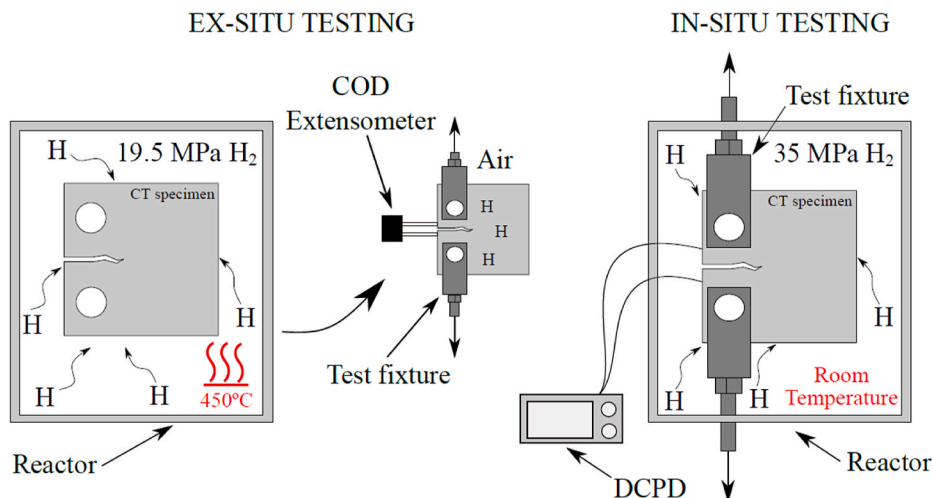 EX-SITU TESTING
COD
Extensometer
H
19.5 MPa H₂
CT specimen
H
H
H
H
450ºC
Reactor
Air
H
H
H
Test fixture
IN-SITU TESTING
Test fixture
35 MPa H₂
H
CT specimen
H
H
H
Room
Temperature
DCPD
Reactor